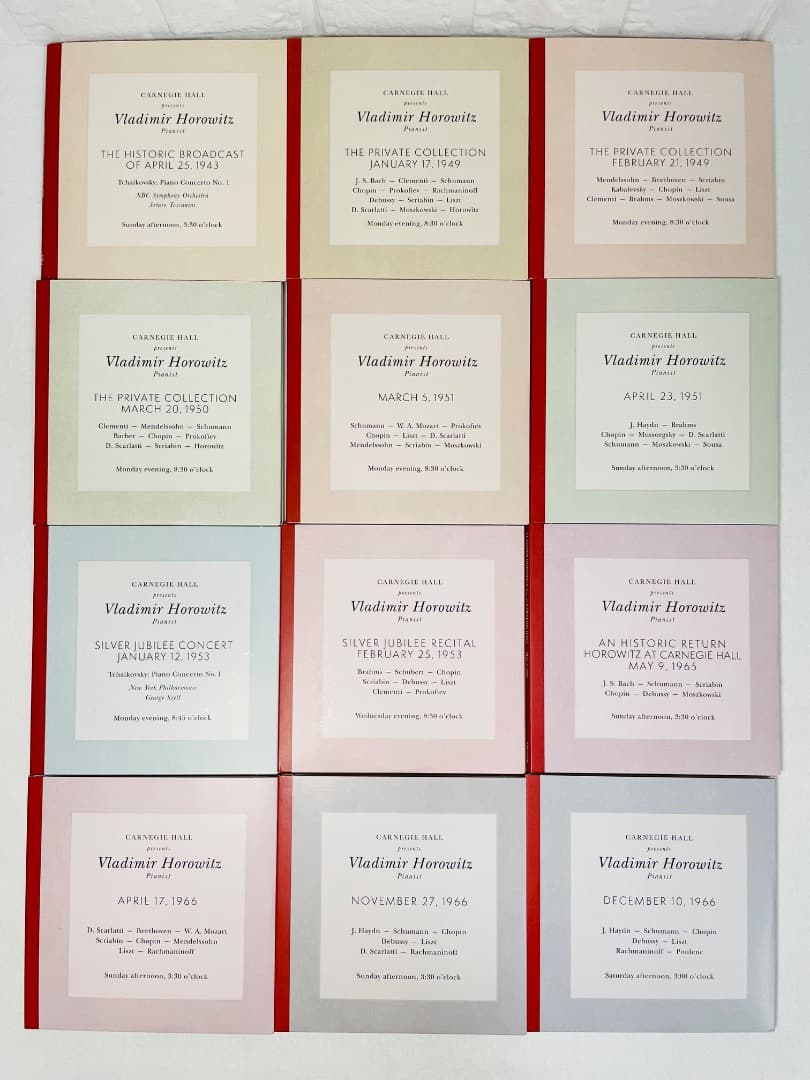 CARNEGIE HALL
presents
Vladimir Horowitz
Pianist
THE HISTORIC BROADCAST
OF APRIL 25, 1943
Tchaikovsky: Piano Concerto No. 1
NBC Symphony Orchestra
Arturo Toscanini
Sunday afternoon, 5:30 o'clock
CARNEGIE HALL
presents
Vladimir Horowitz
Pianist
THE PRIVATE COLLECTION
JANUARY 17, 1949
J. S. Bach — Clementi — Schumann
Chopin — Prokofiev — Rachmaninoff
Debussy — Scriabin — Liszt
D. Scarlatti — Moszkowski — Horowitz
Monday evening, 8:30 o'clock
CARNEGIE HALL
presents
Vladimir Horowitz
Pianist
THE PRIVATE COLLECTION
FEBRUARY 21, 1949
Mendelssohn — Beethoven — Scriabin
Kabalevsky — Chopin — Liszt
Clementi — Brahms — Moszkowski — Sousa
Monday evening, 8:30 o'clock
CARNEGIE HALL
presents
Vladimir Horowitz
Pianist
THE PRIVATE COLLECTION
MARCH 20, 1950
Clementi — Mendelssohn — Schumann
Barber — Chopin — Prokofiev
D. Scarlatti — Scriabin — Horowitz
Monday evening, 8:30 o'clock
CARNEGIE HALL
presents
Vladimir Horowitz
Pianist
MARCH 5, 1951
Schumann — W. A. Mozart — Prokofiev
Chopin — Liszt — D. Scarlatti
Mendelssohn — Scriabin — Moszkowski
Monday evening, 8:30 o'clock
CARNEGIE HALL
presents
Vladimir Horowitz
Pianist
APRIL 23, 1951
J. Haydn — Brahms
Chopin — Mussorgsky — D. Scarlatti
Schumann — Moszkowski — Sousa
Sunday afternoon, 3:30 o'clock
CARNEGIE HALL
presents
Vladimir Horowitz
Pianist
SILVER JUBILEE CONCERT
JANUARY 12, 1953
Tchaikovsky: Piano Concerto No. 1
New York Philharmonic
George Szell
Monday evening, 8:45 o'clock
CARNEGIE HALL
presents
Vladimir Horowitz
Pianist
SILVER JUBILEE RECITAL
FEBRUARY 25, 1953
Brahms — Schubert — Chopin
Scriabin — Debussy — Liszt
Clementi — Prokofiev
Wednesday evening, 8:30 o'clock
CARNEGIE HALL
presents
Vladimir Horowitz
Pianist
AN HISTORIC RETURN
HOROWITZ AT CARNEGIE HALL
MAY 9, 1965
J. S. Bach — Schumann — Scriabin
Chopin — Debussy — Moszkowski
Sunday afternoon, 3:30 o'clock
CARNEGIE HALL
presents
Vladimir Horowitz
Pianist
APRIL 17, 1966
D. Scarlatti — Beethoven — W. A. Mozart
Scriabin — Chopin — Mendelssohn
Liszt — Rachmaninoff
Sunday afternoon, 3:30 o'clock
CARNEGIE HALL
presents
Vladimir Horowitz
Pianist
NOVEMBER 27, 1966
J. Haydn — Schumann — Chopin
Debussy — Liszt
D. Scarlatti — Rachmaninoff
Sunday afternoon, 3:30 o'clock
CARNEGIE HALL
presents
Vladimir Horowitz
Pianist
DECEMBER 10, 1966
J. Haydn — Schumann — Chopin
Debussy — Liszt
Rachmaninoff — Poulenc
Saturday afternoon, 3:00 o'clock